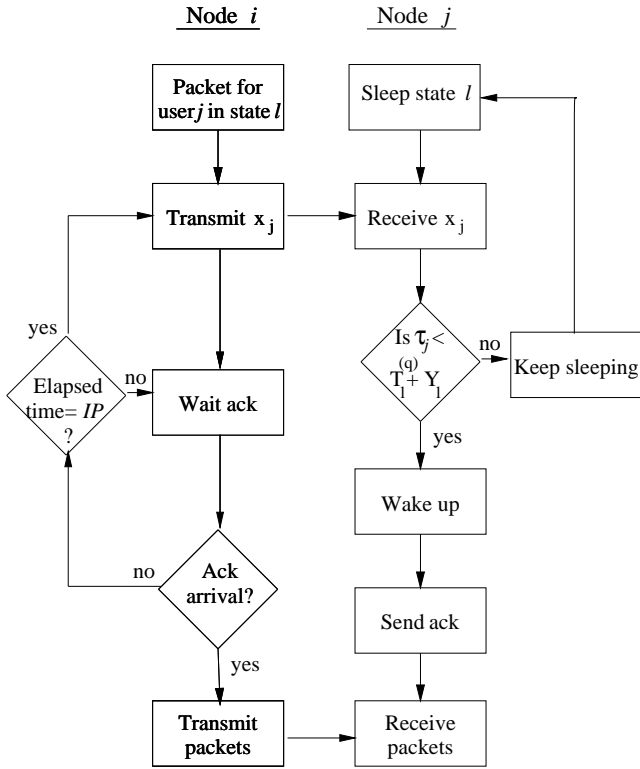 Node i
Node j
Packet for
user j in state l
Sleep state l
Transmit x_j
Receive x_j
yes
Is τ_j <
(q)
T_l + Y_l
no
Keep sleeping
Elapsed
time= IP
?
no
Wait ack
yes
Wake up
no
Ack
arrival?
Send ack
yes
Transmit
packets
Receive
packets